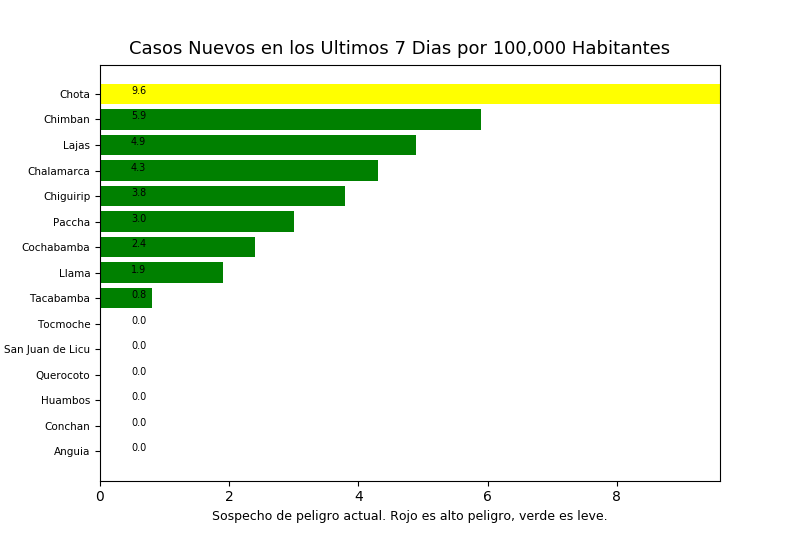 Casos Nuevos en los Ultimos 7 Dias por 100,000 Habitantes
Chota 9.6
Chimban 5.9
Lajas 4.9
Chalamarca 4.3
Chiguirip 3.8
Paccha 3.0
Cochabamba 2.4
Llama 1.9
Tacabamba 0.8
Tocmoche 0.0
San Juan de Licu 0.0
Querocoto 0.0
Huambos 0.0
Conchan 0.0
Anguia 0.0
0 2 4 6 8
Sospecho de peligro actual. Rojo es alto peligro, verde es leve.